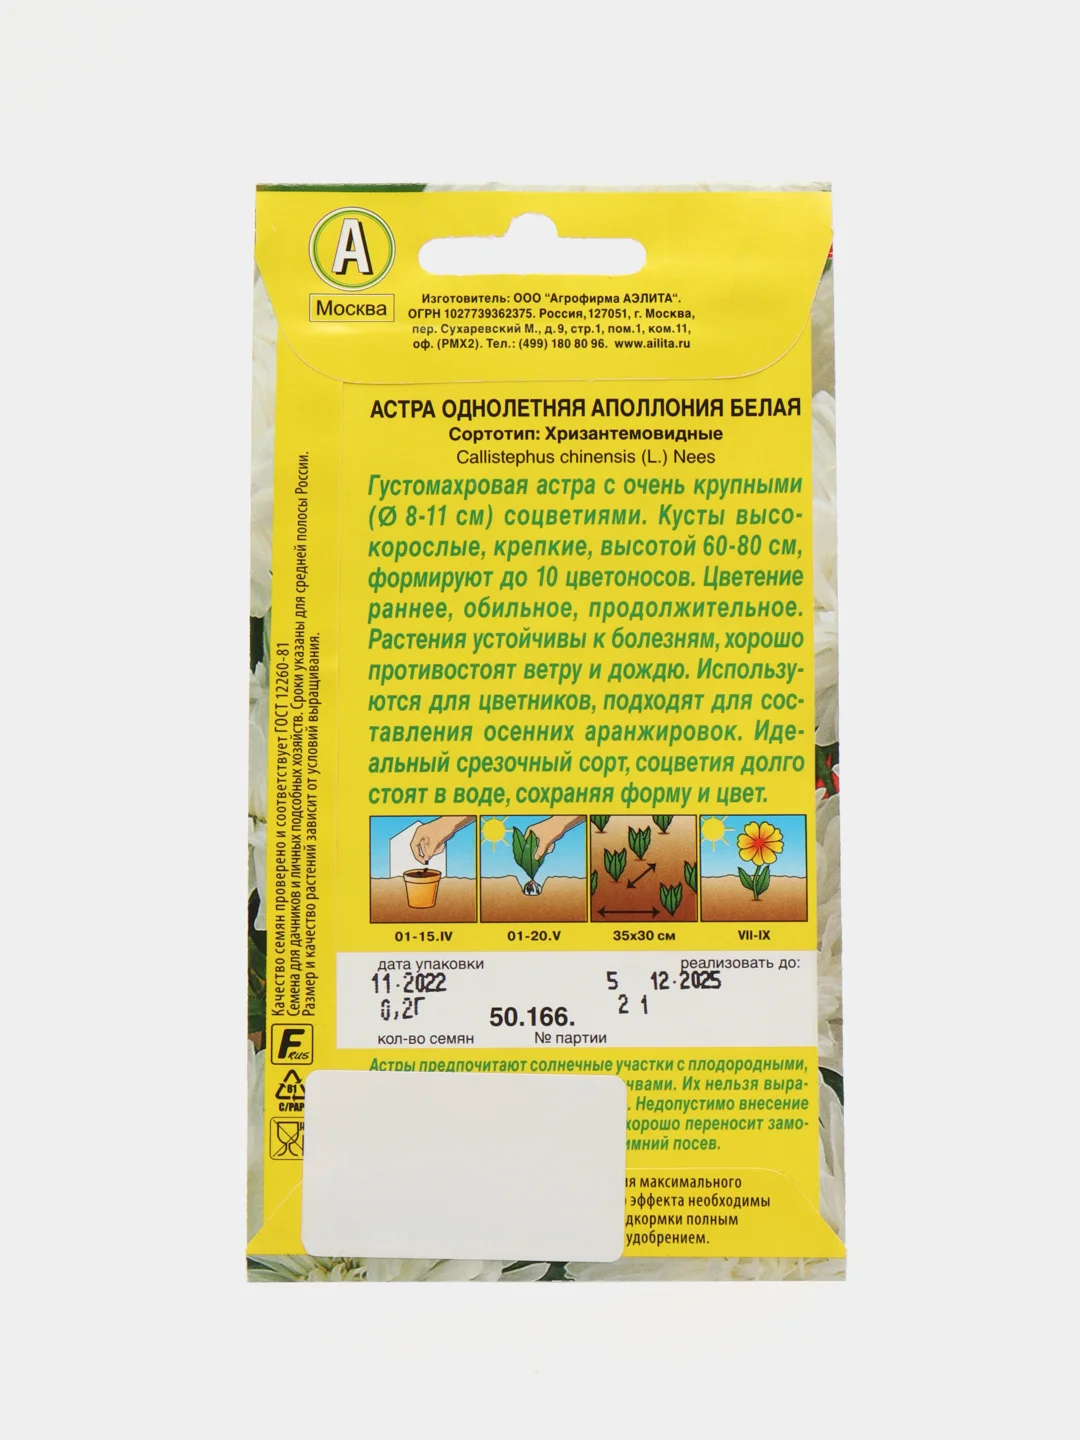 А
Москва
Изготовитель: ООО "Агрофирма АЭЛИТА".
ОГРН 1027739362375. Россия, 127051, г. Москва,
пер. Сухаревский М., д.9, стр.1, пом.1, ком.11,
оф. (РМХ2). Тел.: (499) 180 80 96. www.ailita.ru
АСТРА ОДНОЛЕТНЯЯ АПОЛЛОНИЯ БЕЛАЯ
Сортотип: Хризантемовидные
Callistephus chinensis (L.) Nees
Густомахровая астра с очень крупными
(Ø 8-11 см) соцветиями. Кусты высо-
корослые, крепкие, высотой 60-80 см,
формируют до 10 цветоносов. Цветение
раннее, обильное, продолжительное.
Растения устойчивы к болезням, хорошо
противостоят ветру и дождю. Использу-
ются для цветников, подходят для сос-
тавления осенних аранжировок. Иде-
альный срезочный сорт, соцветия долго
стоят в воде, сохраняя форму и цвет.
01-15.IV 01-20.V 35x30 см VII-IX
дата упаковки реализовать до:
11·2022 5 12·2025
0,2Г 50.166. 2 1
кол-во семян № партии
Астры предпочитают солнечные участки с плодородными,
чвами. Их нельзя выра-
. Недопустимо внесение
хорошо переносит замо-
имний посев.
я максимального
эффекта необходимы
дкормки полным
удобрением.
Качество семян проверено и соответствует ГОСТ 12260-81
Семена для дачников и личных подсобных хозяйств. Сроки указаны для средней полосы России.
Размер и качество растений зависит от условий выращивания.
F RUS
81
C/PAP